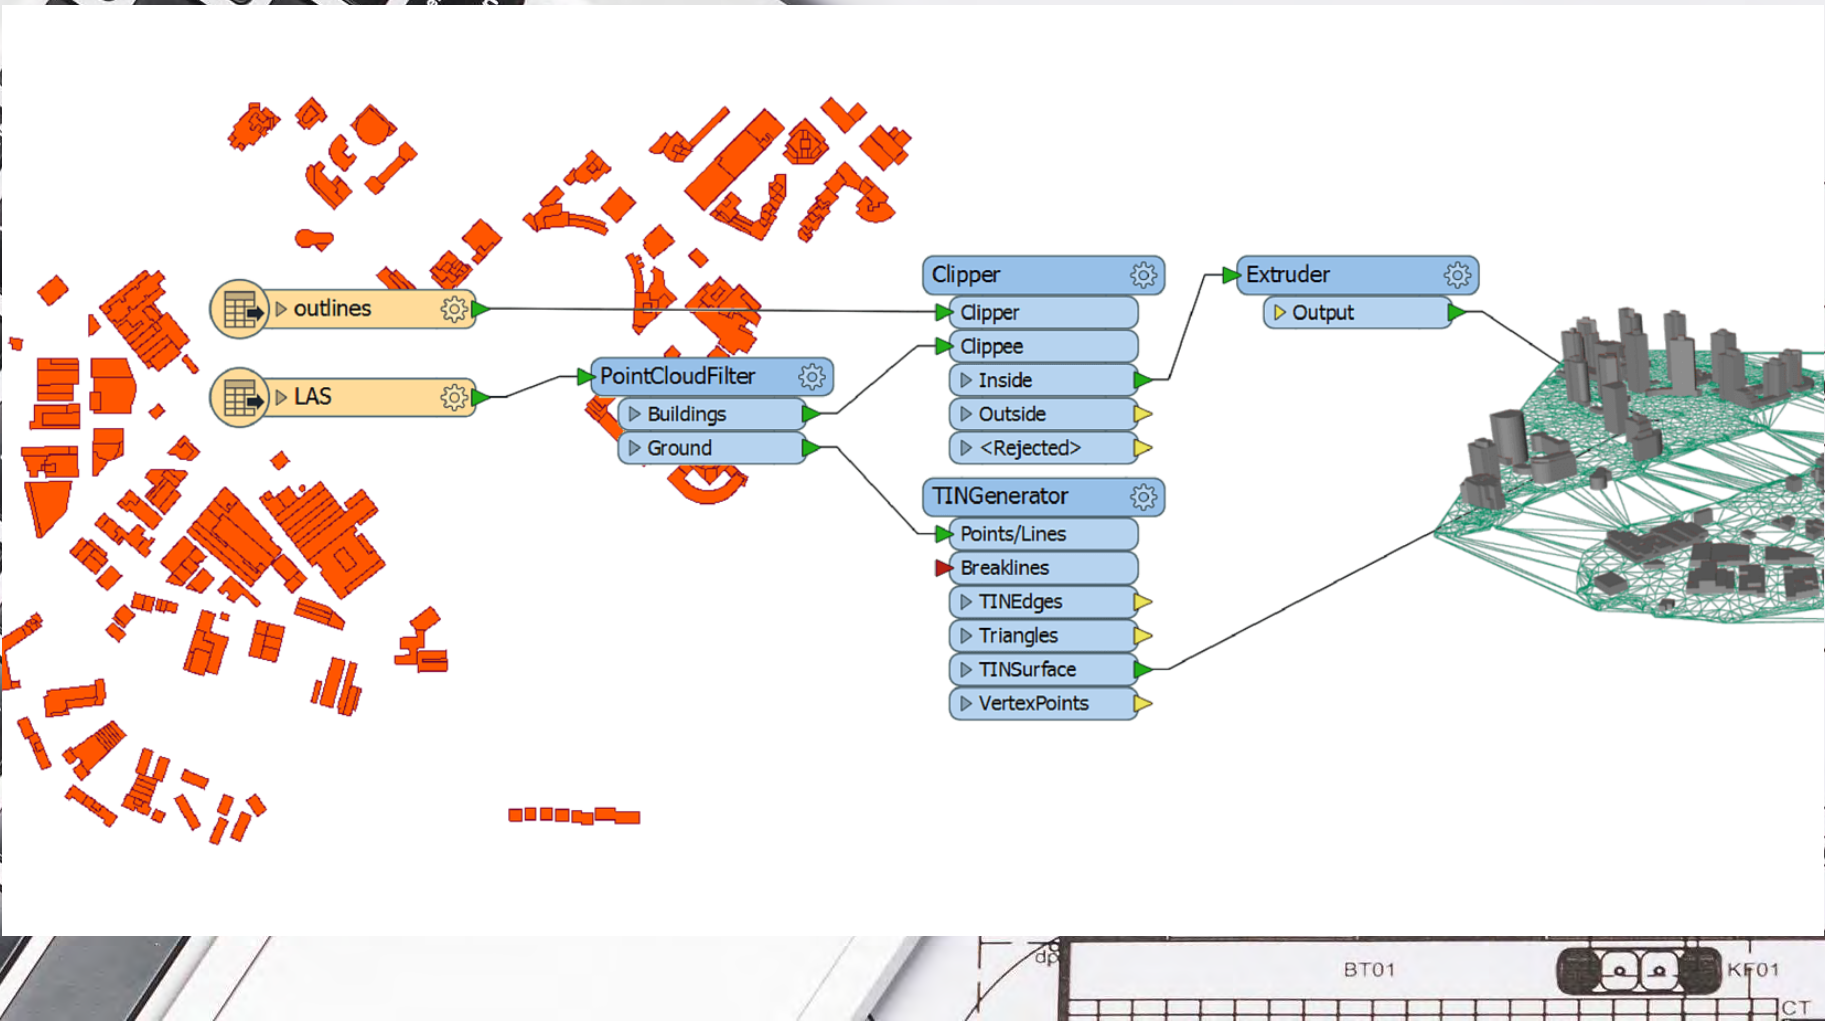 outlines
LAS
PointCloudFilter
Buildings
Ground
Clipper
Clipper
Clippee
Inside
Outside
<Rejected>
TINGenerator
Points/Lines
Breaklines
TINEdges
Triangles
TINSurface
VertexPoints
Extruder
Output
dp
BT01
KF01
CT